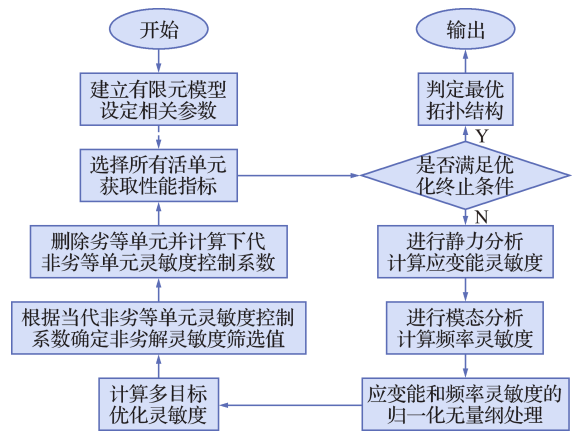 开始
建立有限元模型
设定相关参数
选择所有活单元
获取性能指标
删除劣等单元并计算下代
非劣等单元灵敏度控制系数
根据当代非劣等单元灵敏度控制
系数确定非劣解灵敏度筛选值
计算多目标
优化灵敏度
输出
判定最优
拓扑结构
Y
是否满足优
化终止条件
N
进行静力分析
计算应变能灵敏度
进行模态分析
计算频率灵敏度
应变能和频率灵敏度的
归一化无量纲处理